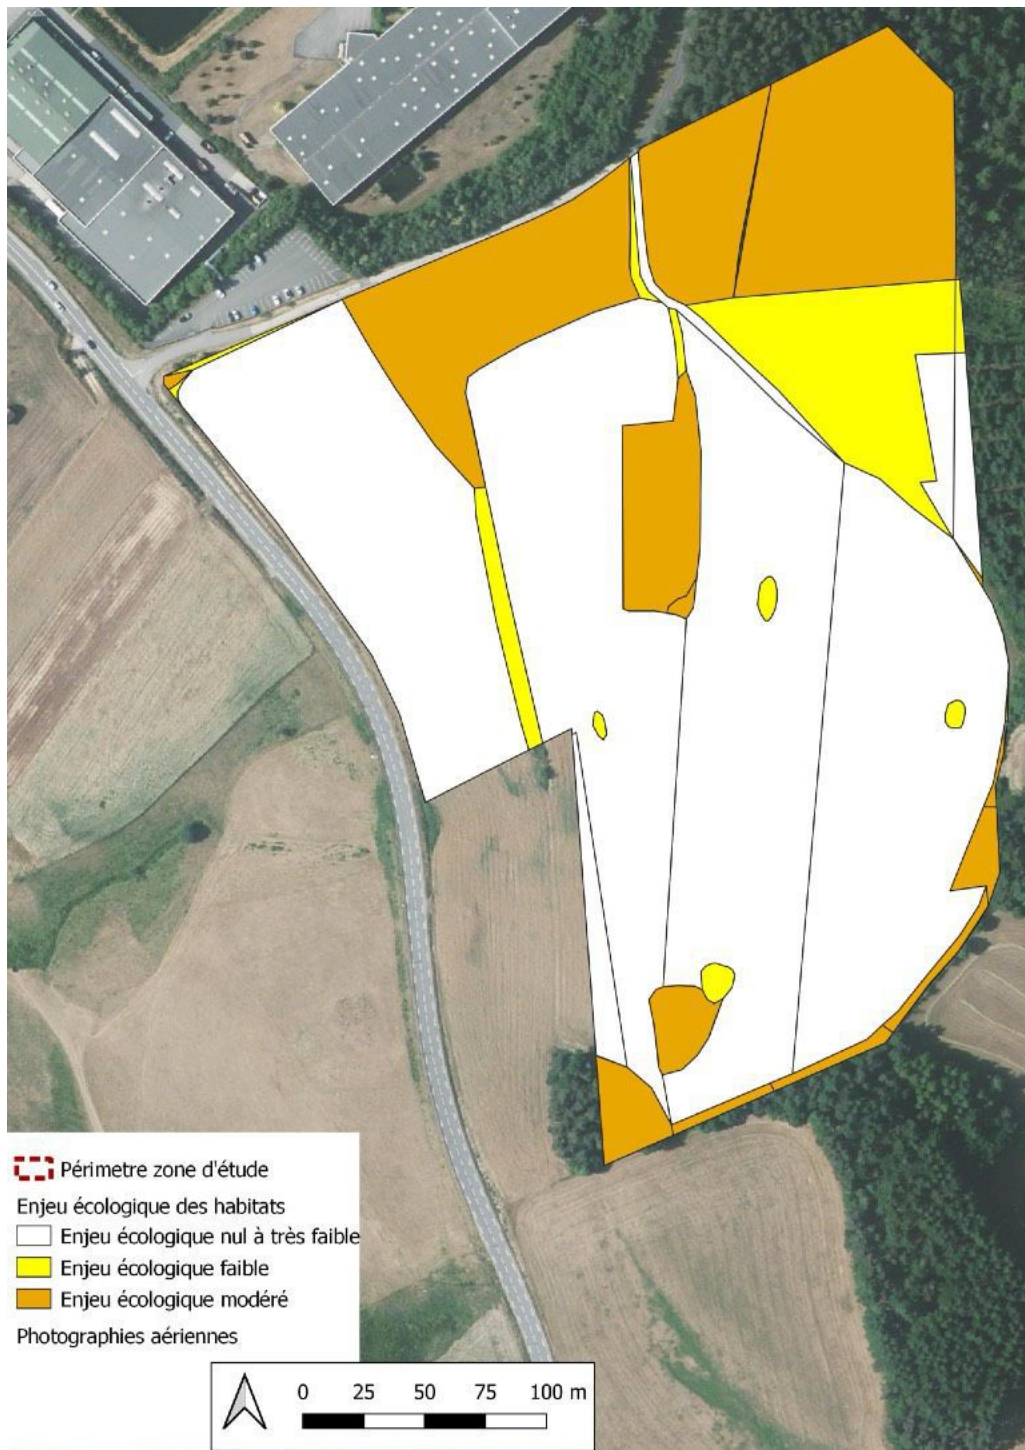 Périmetre zone d'étude
Enjeu écologique des habitats
Enjeu écologique nul à très faible
Enjeu écologique faible
Enjeu écologique modéré
Photographies aériennes
0 25 50 75 100 m